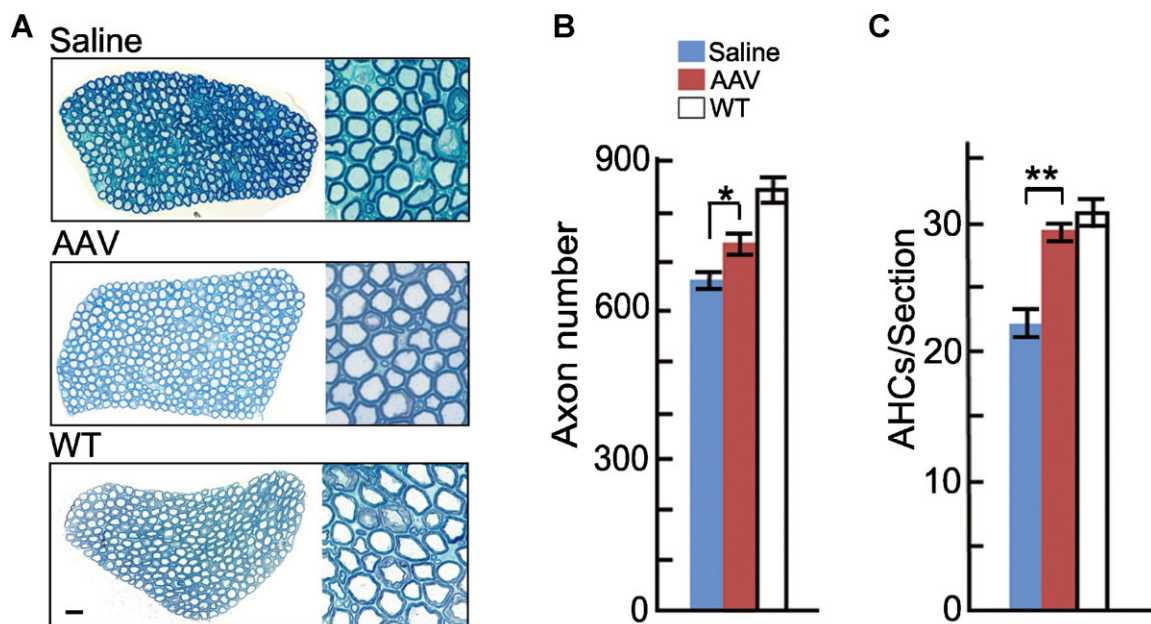 A
Saline
AAV
WT
B
Saline
AAV
WT
Axon number
900
600
300
0
*
C
AHCs/Section
30
20
10
0
**